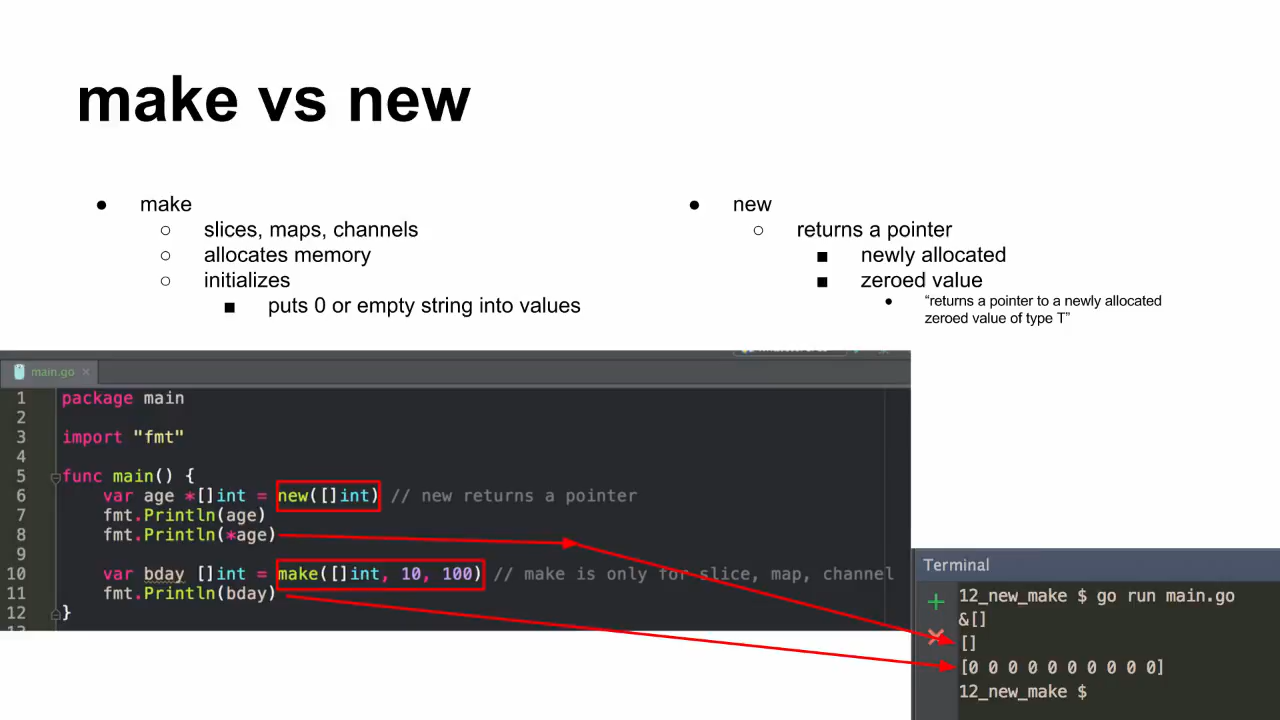 make vs new
● make
○ slices, maps, channels
○ allocates memory
○ initializes
■ puts 0 or empty string into values
● new
○ returns a pointer
■ newly allocated
■ zeroed value
● “returns a pointer to a newly allocated
zeroed value of type T”
main.go ×
1 package main
2
3 import "fmt"
4
5 func main() {
6 var age *[]int = new([]int) // new returns a pointer
7 fmt.Println(age)
8 fmt.Println(*age)
9
10 var bday []int = make([]int, 10, 100) // make is only for slice, map, channel
11 fmt.Println(bday)
12 }
Terminal
12_new_make $ go run main.go
&[]
[]
[0 0 0 0 0 0 0 0 0 0]
12_new_make $